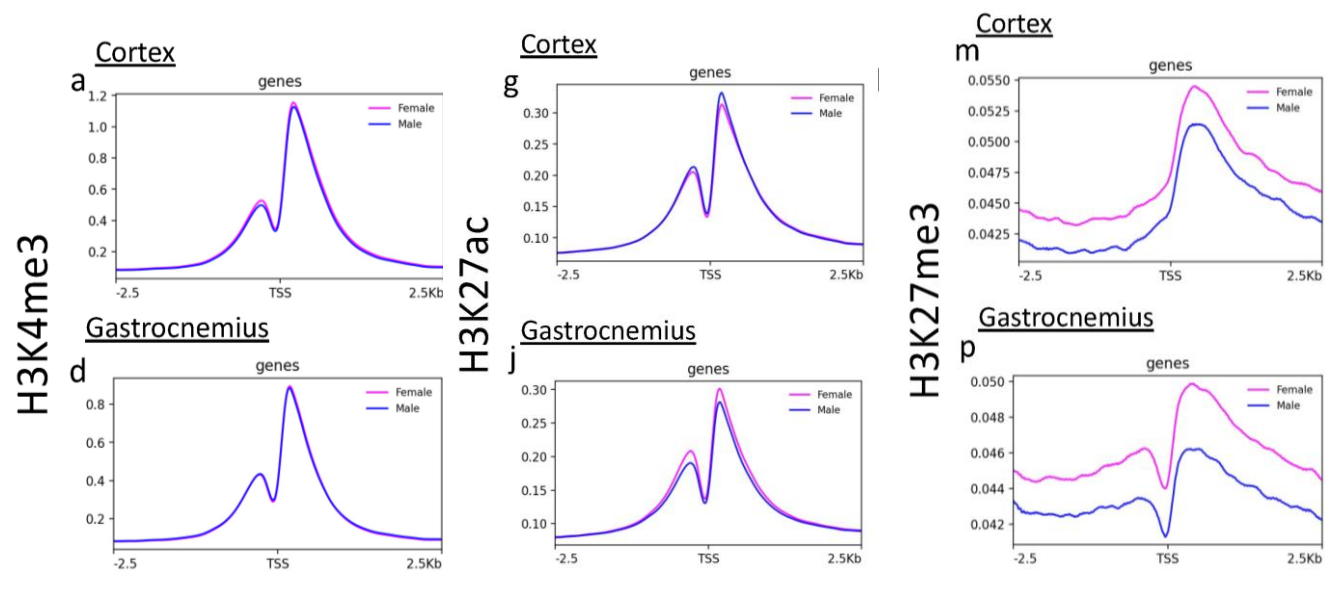 H3K4me3
Cortex
a
genes
1.2
1.0
0.8
0.6
0.4
0.2
Female
Male
-2.5
TSS
2.5Kb
Gastrocnemius
d
genes
0.8
0.6
0.4
0.2
Female
Male
-2.5
TSS
2.5Kb
H3K27ac
Cortex
g
genes
0.30
0.25
0.20
0.15
0.10
Female
Male
-2.5
TSS
2.5Kb
Gastrocnemius
j
genes
0.30
0.25
0.20
0.15
0.10
Female
Male
-2.5
TSS
2.5Kb
H3K27me3
Cortex
m
genes
0.0550
0.0525
0.0500
0.0475
0.0450
0.0425
Female
Male
-2.5
TSS
2.5Kb
Gastrocnemius
p
genes
0.050
0.048
0.046
0.044
0.042
Female
Male
-2.5
TSS
2.5Kb